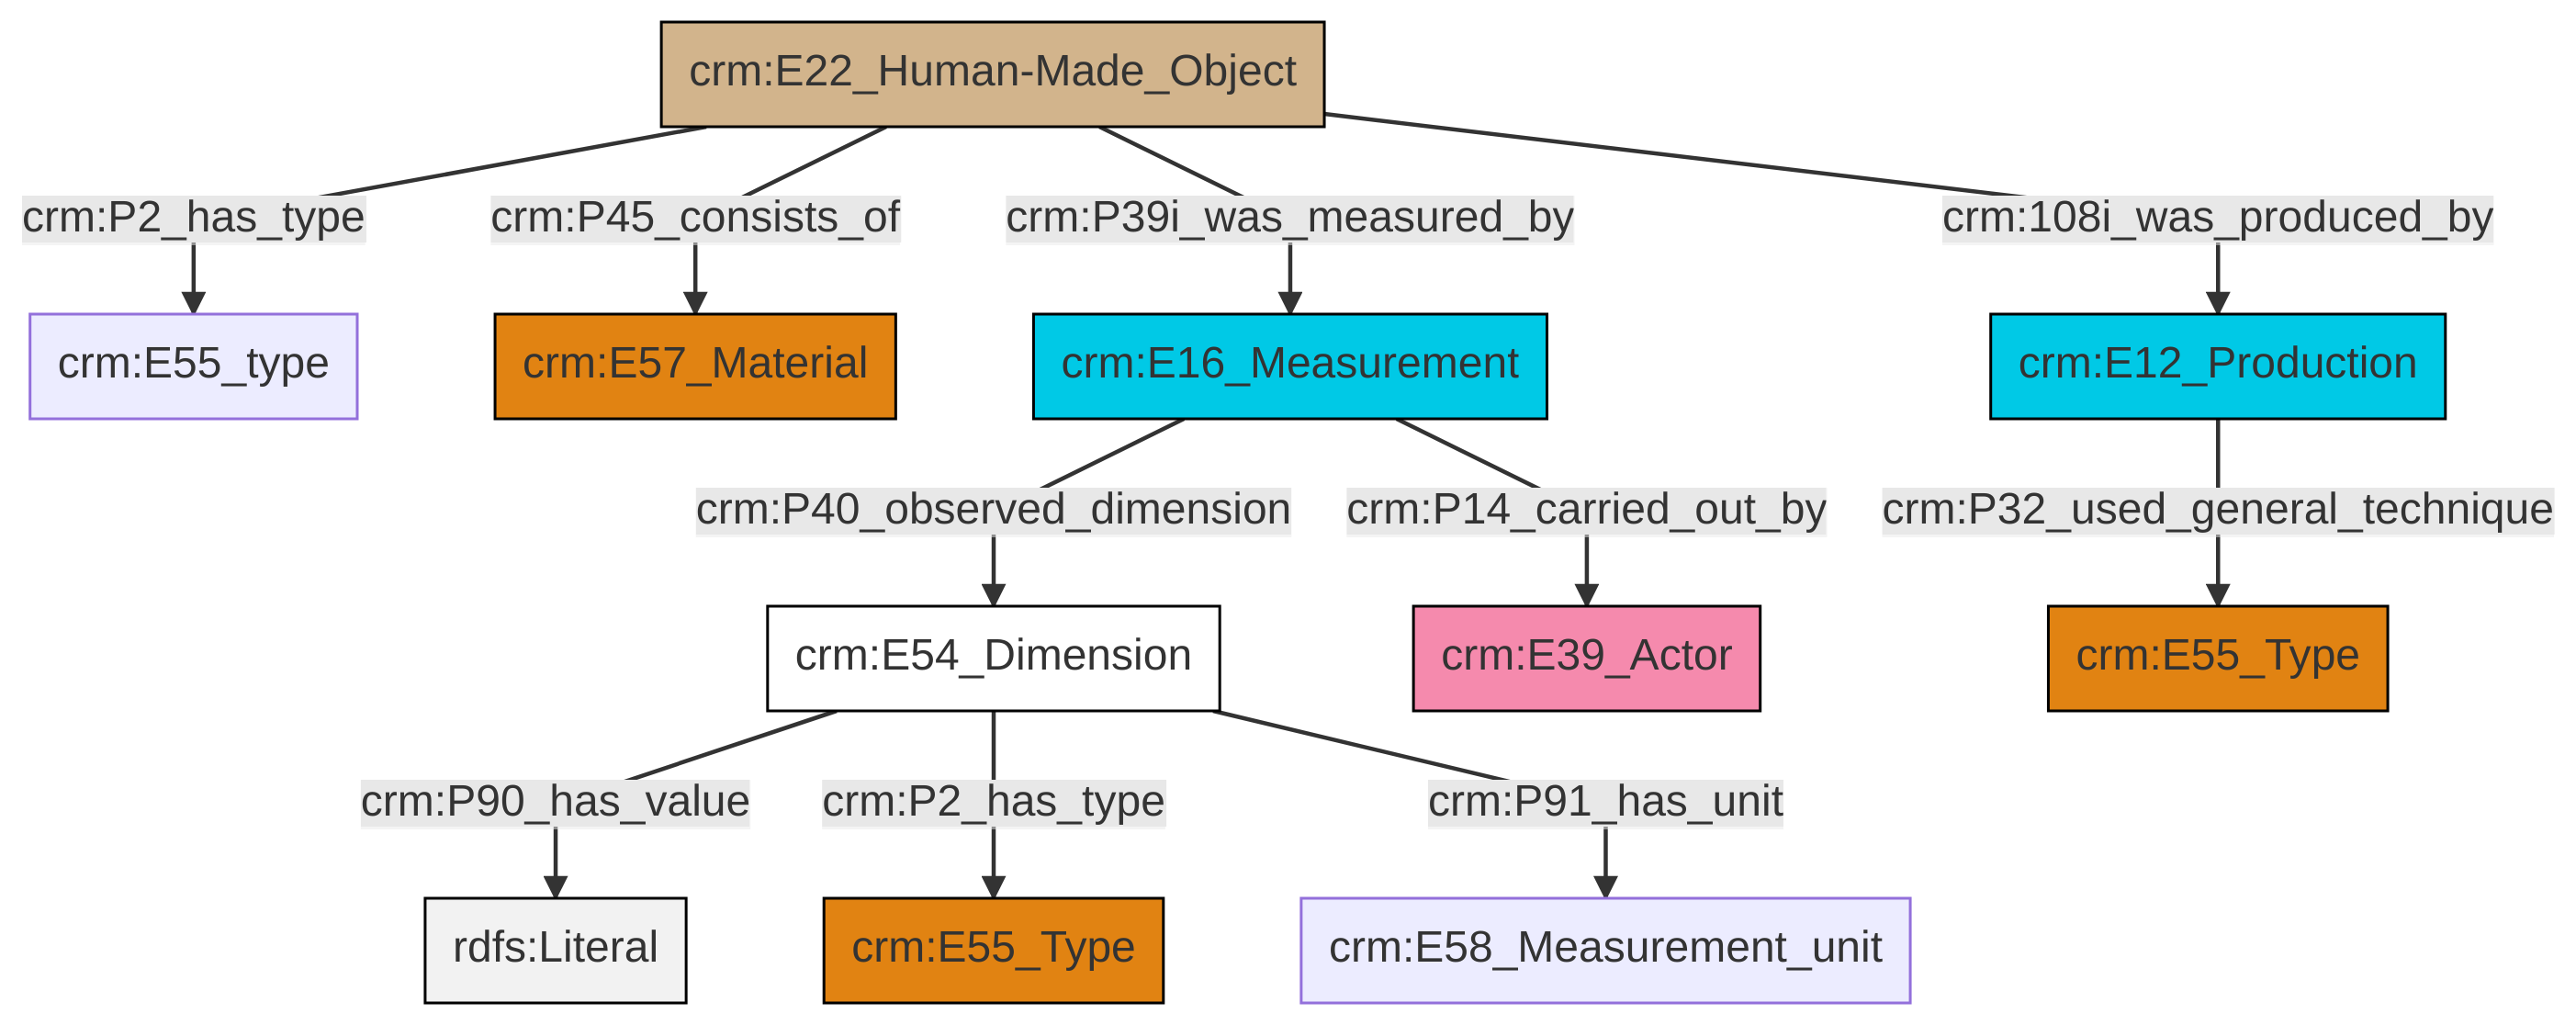 crm:E22_Human-Made_Object
crm:P2_has_type
crm:P45_consists_of
crm:P39i_was_measured_by
crm:108i_was_produced_by
crm:E55_type
crm:E57_Material
crm:E16_Measurement
crm:E12_Production
crm:P40_observed_dimension
crm:P14_carried_out_by
crm:P32_used_general_technique
crm:E54_Dimension
crm:E39_Actor
crm:E55_Type
crm:P90_has_value
crm:P2_has_type
crm:P91_has_unit
rdfs:Literal
crm:E55_Type
crm:E58_Measurement_unit